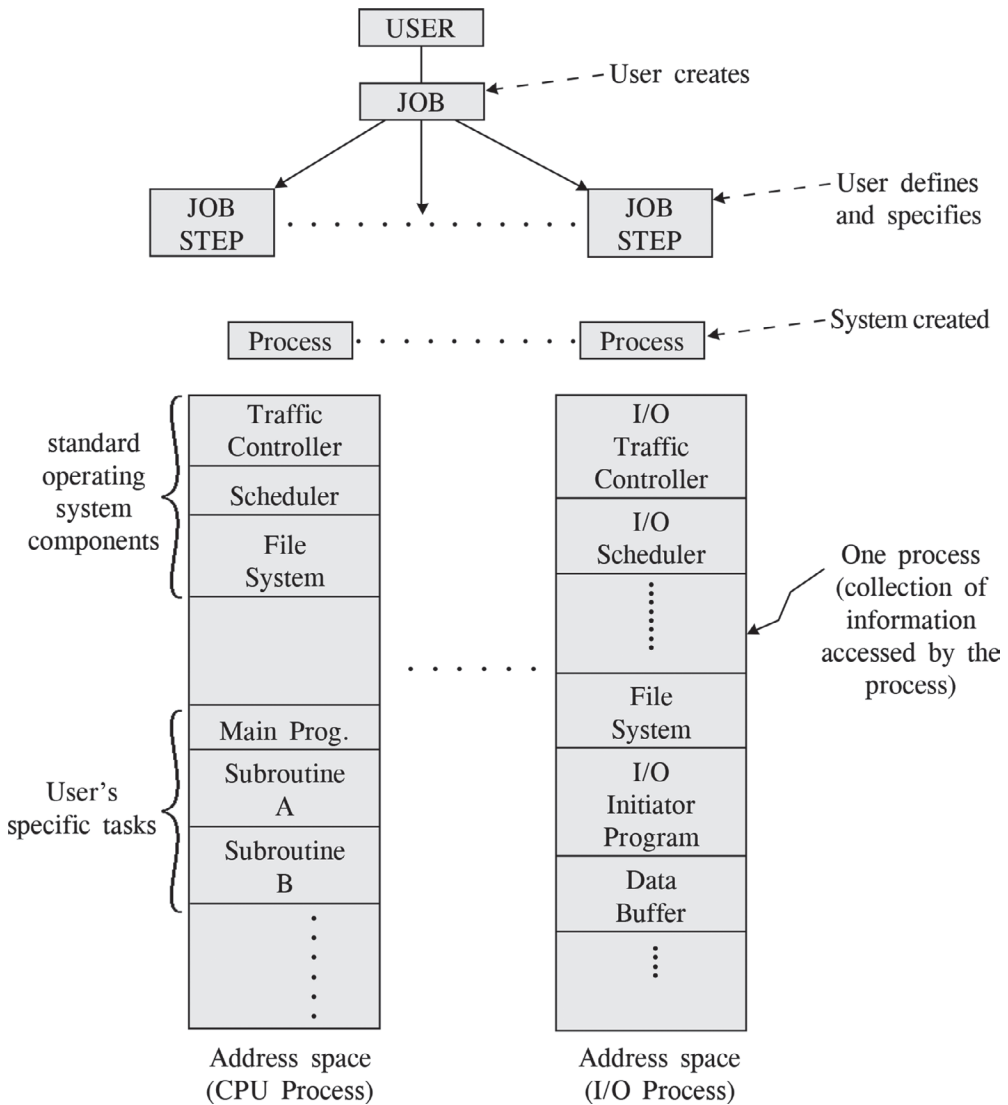 USER
JOB
User creates
JOB
STEP
JOB
STEP
User defines
and specifies
Process
Process
System created
standard
operating
system
components
Traffic
Controller
Scheduler
File
System
Main Prog.
Subroutine
A
Subroutine
B
User's
specific tasks
I/O
Traffic
Controller
I/O
Scheduler
File
System
I/O
Initiator
Program
Data
Buffer
One process
(collection of
information
accessed by the
process)
Address space
(CPU Process)
Address space
(I/O Process)